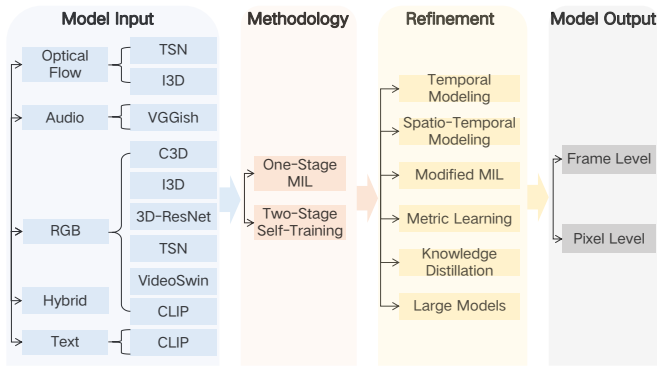 Model Input
Methodology
Refinement
Model Output
Optical
Flow
TSN
I3D
Audio
VGGish
RGB
C3D
I3D
3D-ResNet
TSN
VideoSwin
CLIP
Hybrid
Text
CLIP
One-Stage
MIL
Two-Stage
Self-Training
Temporal
Modeling
Spatio-Temporal
Modeling
Modified MIL
Metric Learning
Knowledge
Distillation
Large Models
Frame Level
Pixel Level